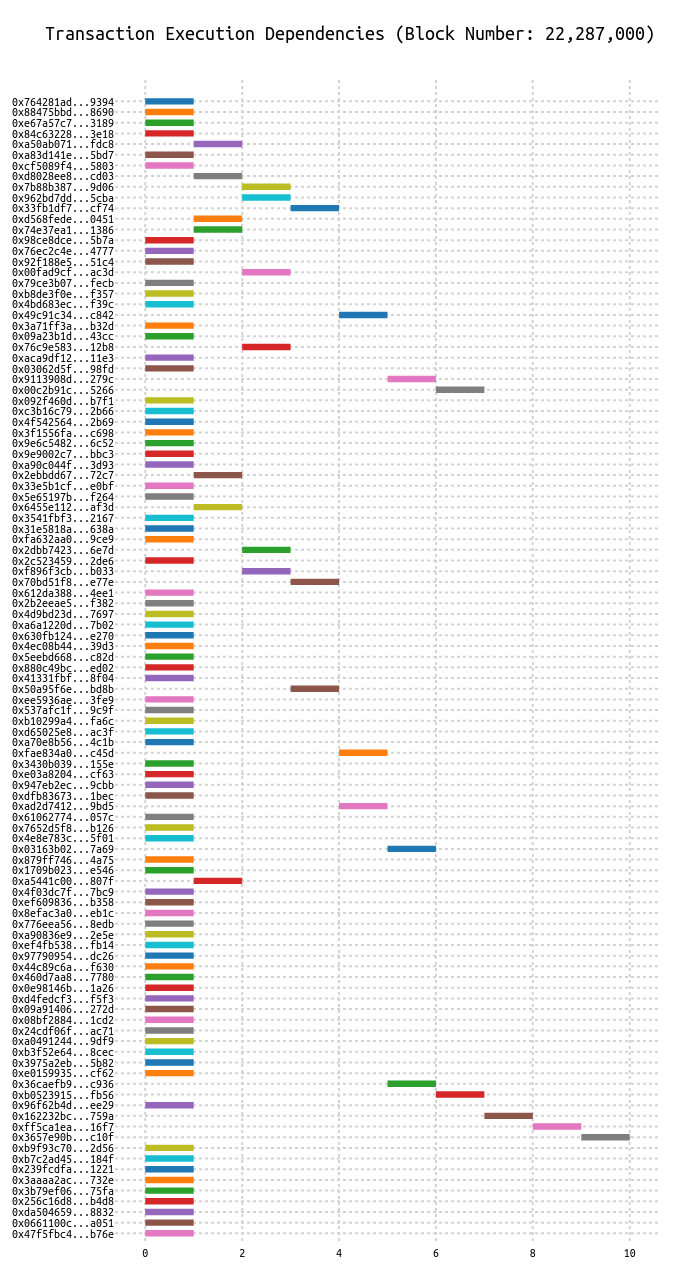 Transaction Execution Dependencies (Block Number: 22,287,000)
0x764281ad...9394
0x88475bbd...8690
0xe67a57c7...3189
0x84c63228...3e18
0xa50ab071...fdc8
0xa83d141e...5bd7
0xcf5089f4...5803
0xd8028ee8...cd03
0x7b88b387...9d06
0x962bd7dd...5cba
0x33fb1df7...cf74
0xd568fede...0451
0x74e37ea1...1386
0x98ce8dce...5b7a
0x76ec2c4e...4777
0x92f188e5...51c4
0x00fad9cf...ac3d
0x79ce3b07...fecb
0xb8de3f0e...f357
0x4bd683ec...f39c
0x49c91c34...c842
0x3a71ff3a...b32d
0x09a23b1d...43cc
0x76c9e583...12b8
0xaca9df12...11e3
0x03062d5f...98fd
0x9113908d...279c
0x00c2b91c...5266
0x092f460d...b7f1
0xc3b16c79...2b66
0x4f542564...2b69
0x3f1556fa...c698
0x9e6c5482...6c52
0x9e9002c7...bbc3
0xa90c044f...3d93
0x2ebbdd67...72c7
0x33e5b1cf...e0bf
0x5e65197b...f264
0x6455e112...af3d
0x3541fbf3...2167
0x31e5818a...638a
0xfa632aa0...9ce9
0x2dbb7423...6e7d
0x2c523459...2de6
0xf896f3cb...b033
0x70bd51f8...e77e
0x612da388...4ee1
0x2b2eeae5...f382
0x4d9bd23d...7697
0xa6a1220d...7b02
0x630fb124...e270
0x4ec08b44...39d3
0x5eebd668...c82d
0x880c49bc...ed02
0x41331fbf...8f04
0x50a95f6e...bd8b
0xee5936ae...3fe9
0x537afc1f...9c9f
0xb10299a4...fa6c
0xd65025e8...ac3f
0xa70e8b56...4c1b
0xfae834a0...c45d
0x3430b039...155e
0xe03a8204...cf63
0x947eb2ec...9cbb
0xdfb83673...1bec
0xad2d7412...9bd5
0x61062774...057c
0x7652d5f8...b126
0x4e8e783c...5f01
0x03163b02...7a69
0x879ff746...4a75
0x1709b023...e546
0xa5441c00...807f
0x4f03dc7f...7bc9
0xef609836...b358
0x8efac3a0...eb1c
0x776eea56...8edb
0xa90836e9...2e5e
0xef4fb538...fb14
0x97790954...dc26
0x44c89c6a...f630
0x460d7aa8...7780
0x0e98146b...1a26
0xd4fedcf3...f5f3
0x09a91406...272d
0x08bf2884...1cd2
0x24cdf06f...ac71
0xa0491244...9df9
0xb3f52e64...8cec
0x3975a2eb...5b82
0xe0159935...cf62
0x36caefb9...c936
0xb0523915...fb56
0x96f62b4d...ee29
0x162232bc...759a
0xff5ca1ea...16f7
0x3657e90b...c10f
0xb9f93c70...2d56
0xb7c2ad45...184f
0x239fcdfa...1221
0x3aaaa2ac...732e
0x3b79ef06...75fa
0x256c16d8...b4d8
0xda504659...8832
0x0661100c...a051
0x47f5fbc4...b76e
0 2 4 6 8 10